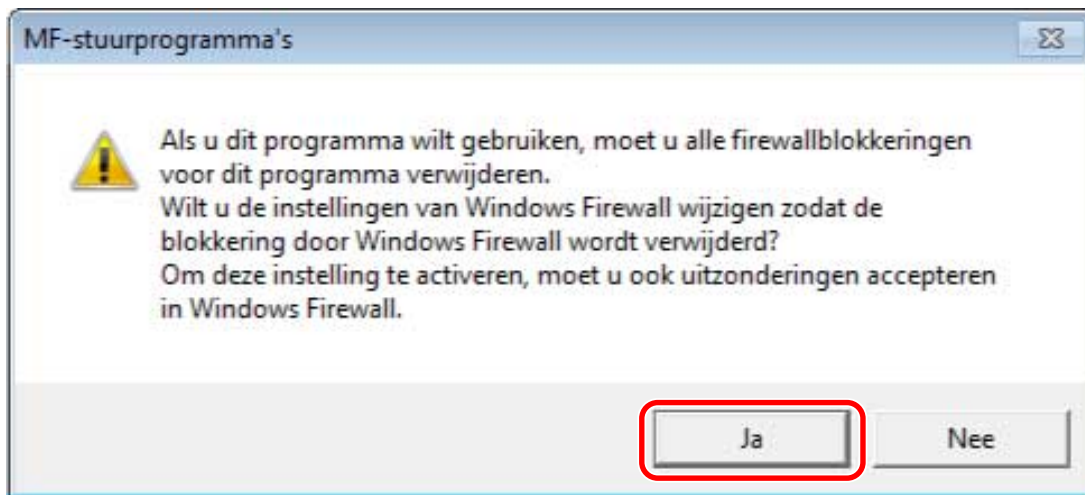 MF-stuurprogramma's
Als u dit programma wilt gebruiken, moet u alle firewallblokkeringen
voor dit programma verwijderen.
Wilt u de instellingen van Windows Firewall wijzigen zodat de
blokkering door Windows Firewall wordt verwijderd?
Om deze instelling te activeren, moet u ook uitzonderingen accepteren
in Windows Firewall.
Ja
Nee